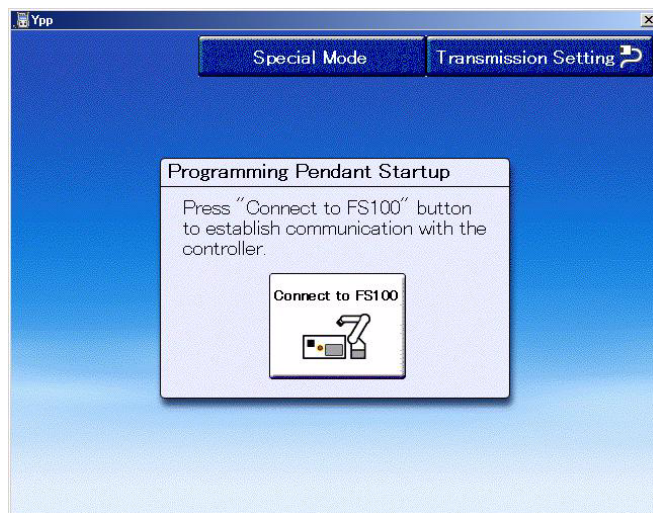 Ypp
Special Mode
Transmission Setting
Programming Pendant Startup
Press "Connect to FS100" button
to establish communication with the
controller.
Connect to FS100